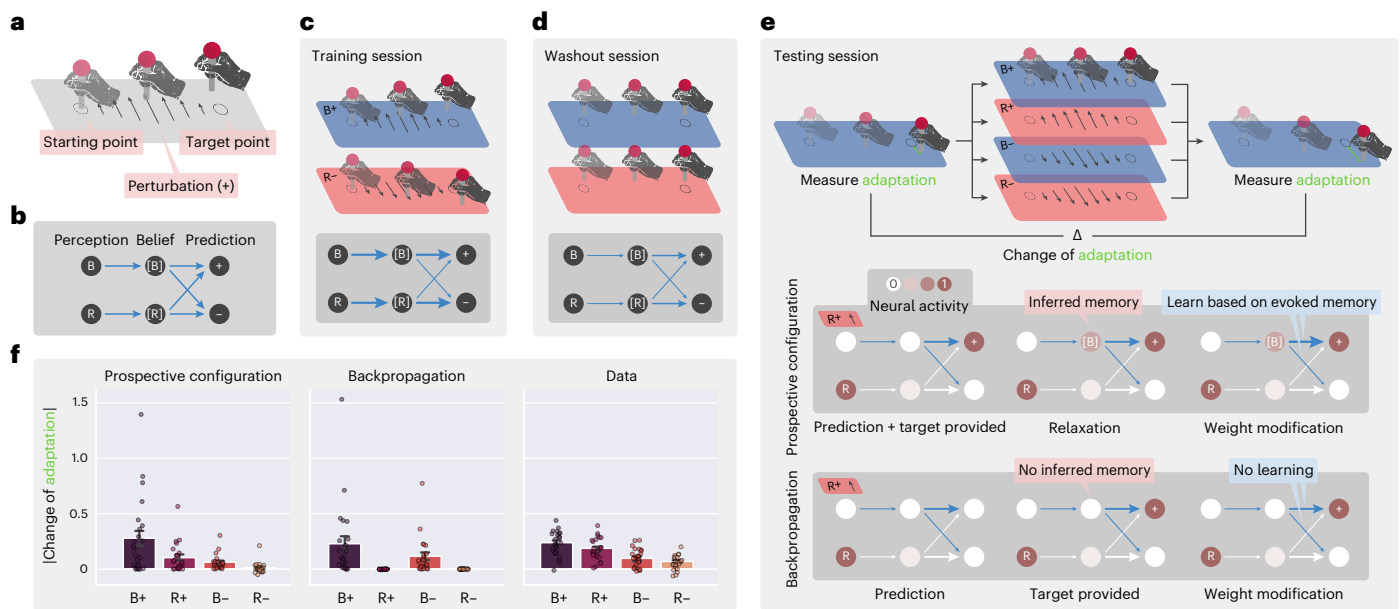 a
Starting point
Target point
Perturbation (+)
b
Perception
Belief
Prediction
B
[B]
+
R
[R]
−
c
Training session
B+
R−
B
[B]
+
R
[R]
−
d
Washout session
B
[B]
+
R
[R]
−
e
Testing session
B+
R+
B−
R−
Measure adaptation
Measure adaptation
Δ
Change of adaptation
Prospective configuration
0
1
Neural activity
Inferred memory
Learn based on evoked memory
R+
+
[B]
+
[B]
+
R
R
R
Prediction + target provided
Relaxation
Weight modification
Backpropagation
No inferred memory
No learning
R+
+
+
R
R
R
Prediction
Target provided
Weight modification
f
Prospective configuration
Backpropagation
Data
|Change of adaptation|
1.5
1.0
0.5
0
B+
R+
B−
R−
B+
R+
B−
R−
B+
R+
B−
R−